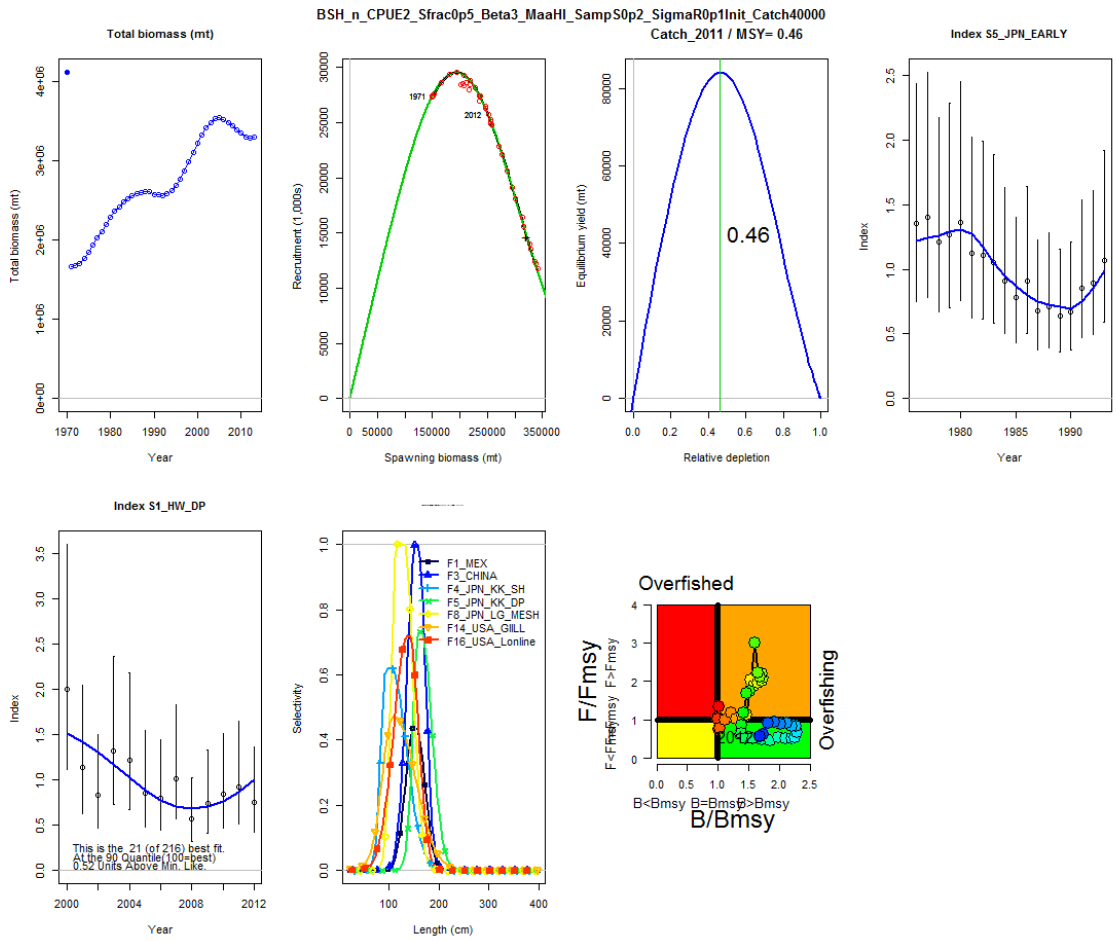 BSH_n_CPUE2_Sfrac0p5_Beta3_MaaHI_SampS0p2_SigmaR0p1Init_Catch40000
Total biomass (mt)
Catch_2011 / MSY= 0.46
Index S5_JPN_EARLY
Total biomass (mt)
0e+00 1e+06 2e+06 3e+06 4e+06
1970 1980 1990 2000 2010
Year
Recruitment (1,000s)
0 5000 10000 15000 20000 25000 30000
1971
2012
0 50000 150000 250000 350000
Spawning biomass (mt)
Equilibrium yield (mt)
0 20000 40000 60000 80000
0.46
0.0 0.2 0.4 0.6 0.8 1.0
Relative depletion
Index
0.0 0.5 1.0 1.5 2.0 2.5
1980 1985 1990
Year
Index S1_HW_DP
Index
0.0 0.5 1.0 1.5 2.0 2.5 3.0 3.5
This is the 21 (of 216) best fit.
At the 90 Quantile(100=best)
0.52 Units Above Min. Like.
2000 2004 2008 2012
Year
Selectivity
0.0 0.2 0.4 0.6 0.8 1.0
F1_MEX
F3_CHINA
F4_JPN_KK_SH
F5_JPN_KK_DP
F8_JPN_LG_MESH
F14_USA_GIILL
F16_USA_Lonline
100 200 300 400
Length (cm)
Overfished
F/Fmsy
F>Fmsy
0 1 2 3 4
Overfishing
0.0 0.5 1.0 1.5 2.0 2.5
B<Bmsy B=Bmsy B>Bmsy
B/Bmsy